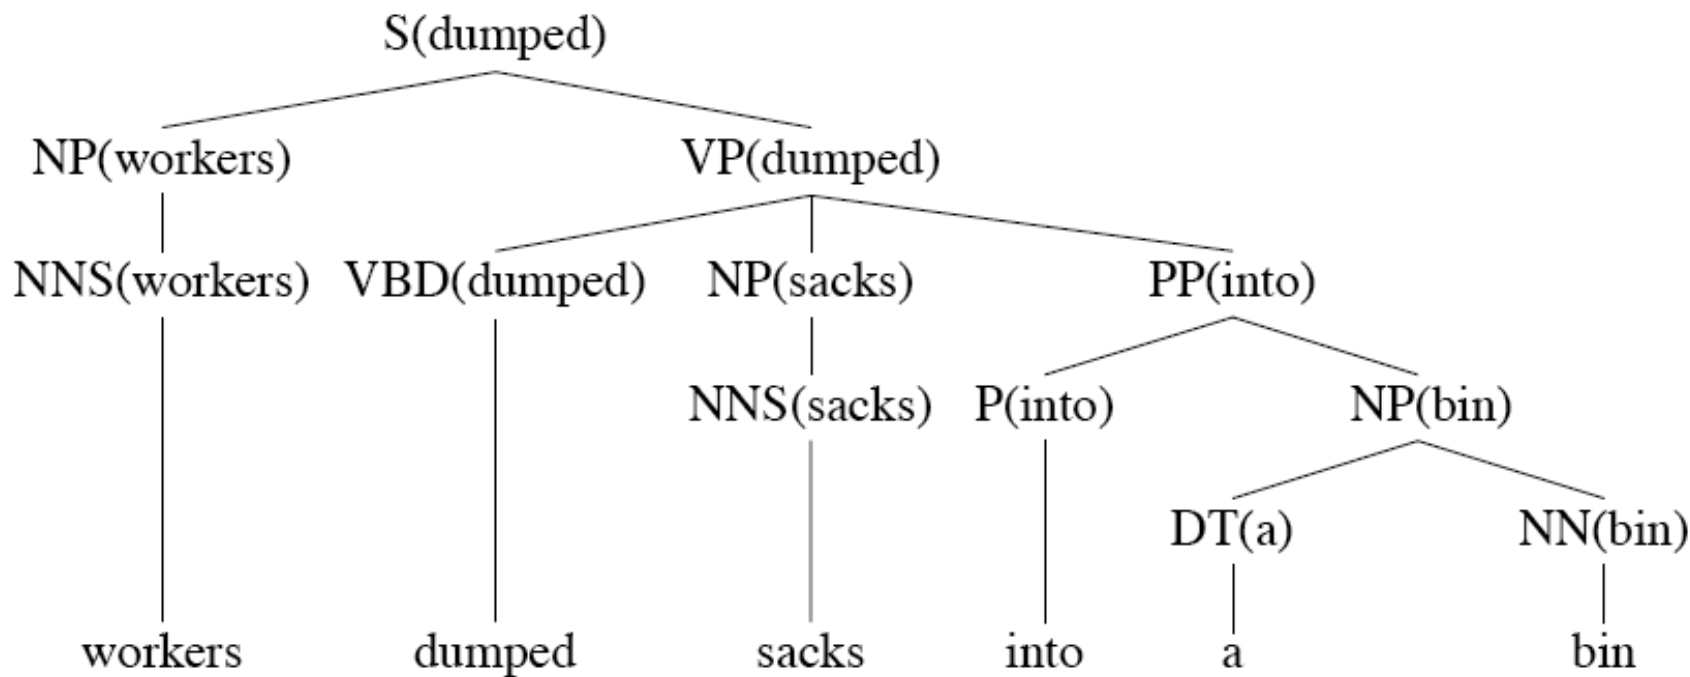 S(dumped)
NP(workers) VP(dumped)
NNS(workers) VBD(dumped) NP(sacks) PP(into)
NNS(sacks) P(into) NP(bin)
DT(a) NN(bin)
workers dumped sacks into a bin